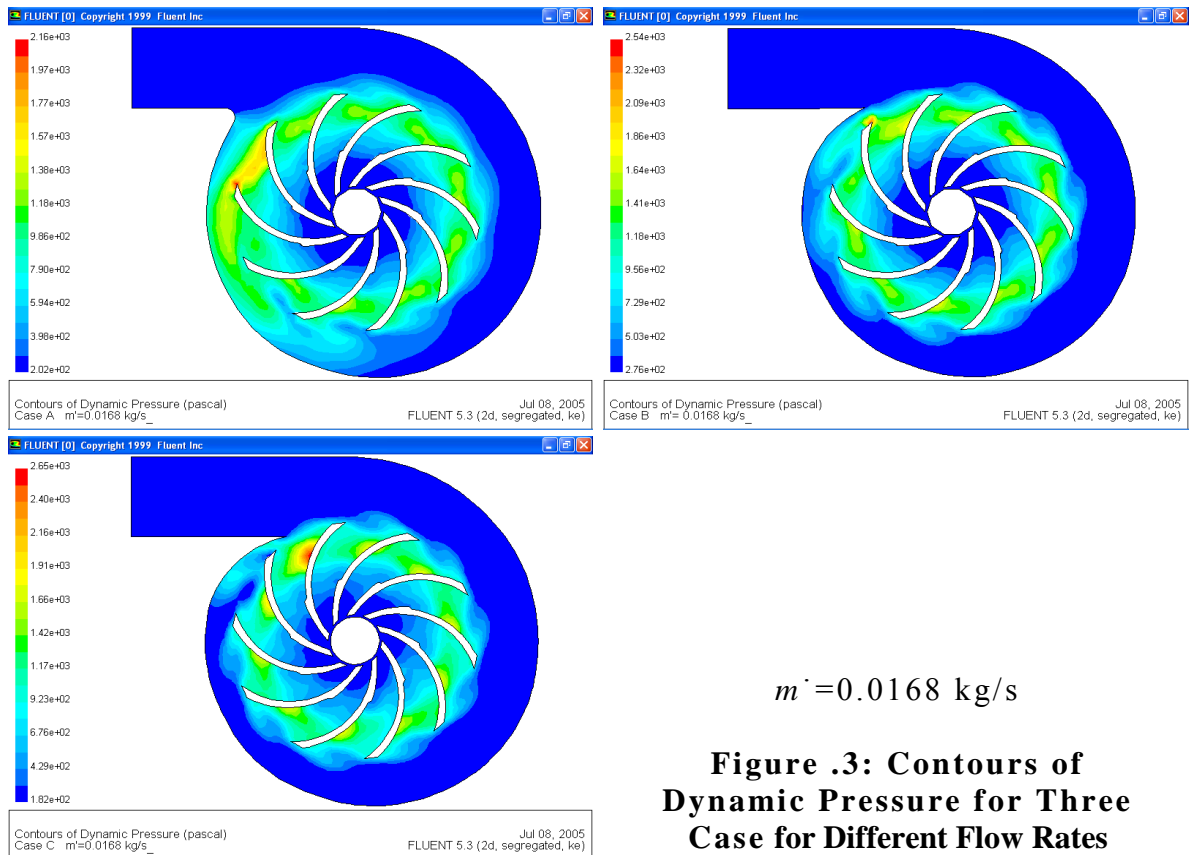 FLUENT [0] Copyright 1999 Fluent Inc
2.16e+03
1.97e+03
1.77e+03
1.57e+03
1.38e+03
1.18e+03
9.86e+02
7.90e+02
5.94e+02
3.98e+02
2.02e+02
Contours of Dynamic Pressure (pascal)
Case A m'=0.0168 kg/s_
Jul 08, 2005
FLUENT 5.3 (2d, segregated, ke)
FLUENT [0] Copyright 1999 Fluent Inc
2.54e+03
2.32e+03
2.09e+03
1.86e+03
1.63e+03
1.41e+03
1.18e+03
9.56e+02
7.29e+02
5.03e+02
2.76e+02
Contours of Dynamic Pressure (pascal)
Case B m'= 0.0168 kg/s_
Jul 08, 2005
FLUENT 5.3 (2d, segregated, ke)
FLUENT [0] Copyright 1999 Fluent Inc
2.65e+03
2.40e+03
2.16e+03
1.91e+03
1.66e+03
1.42e+03
1.17e+03
9.23e+02
6.76e+02
4.29e+02
1.82e+02
Contours of Dynamic Pressure (pascal)
Case C m'=0.0168 kg/s_
Jul 08, 2005
FLUENT 5.3 (2d, segregated, ke)
m˙=0.0168 kg/s
Figure .3: Contours of
Dynamic Pressure for Three
Case for Different Flow Rates